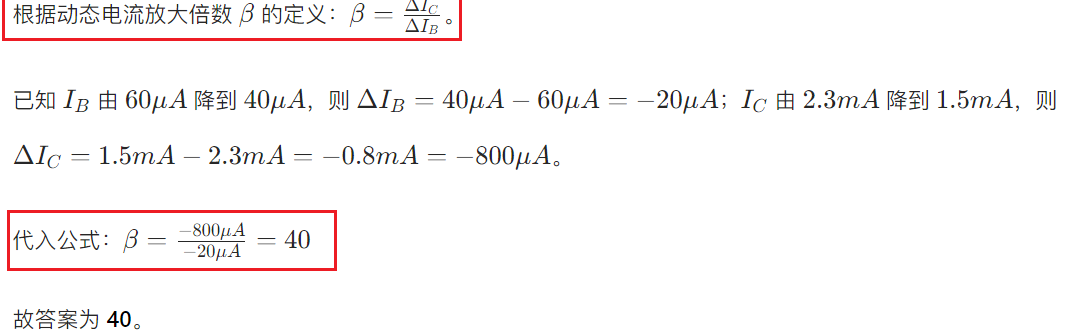 根据动态电流放大倍数 β 的定义：β = ΔI_C / ΔI_B 。
已知 I_B 由 60μA 降到 40μA，则 ΔI_B = 40μA − 60μA = −20μA；I_C 由 2.3mA 降到 1.5mA，则
ΔI_C = 1.5mA − 2.3mA = −0.8mA = −800μA。
代入公式：β = −800μA / −20μA = 40
故答案为 40。